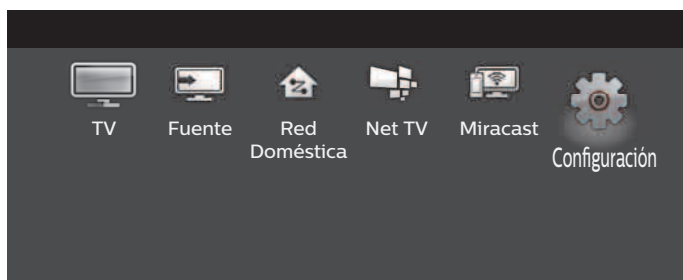 TV
Fuente
Red
Doméstica
Net TV
Miracast
Configuración